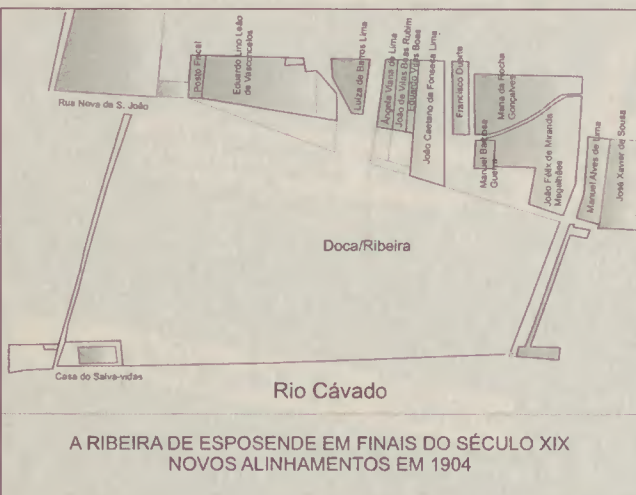 Posto Fiscal
Eduardo Lino Leão
de Vasconcelos
Luiza de Barros Lima
Ângela Viana de Lima
João de Vilas Boas Rubim
Eduardo Vilas Boas
João Caetano da Fonseca Lima
Francisco Duarte
Maria da Rocha
Gonçalves
Manuel Barbosa
Guerra
João Félix de Miranda
Magalhães
Manuel Alves de Lima
José Xavier de Sousa
Rua Nova de S. João
Doca/Ribeira
Casa do Salva-vidas
Rio Cávado
A RIBEIRA DE ESPOSENDE EM FINAIS DO SÉCULO XIX
NOVOS ALINHAMENTOS EM 1904